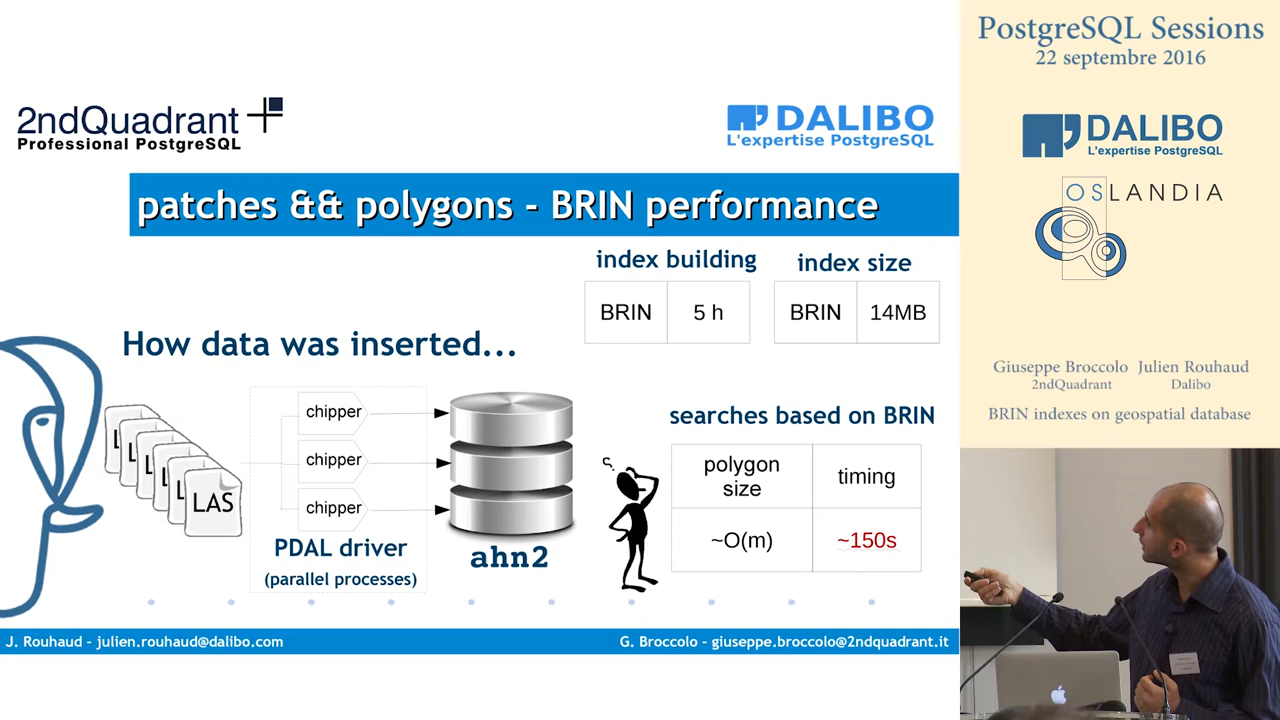 2ndQuadrant
Professional PostgreSQL
DALIBO
L'expertise PostgreSQL
patches && polygons - BRIN performance
index building
BRIN 5 h
index size
BRIN 14MB
How data was inserted...
LAS
chipper
chipper
chipper
PDAL driver
(parallel processes)
ahn2
searches based on BRIN
polygon size timing
~O(m) ~150s
J. Rouhaud – julien.rouhaud@dalibo.com
G. Broccolo – giuseppe.broccolo@2ndquadrant.it
PostgreSQL Sessions
22 septembre 2016
DALIBO
L'expertise PostgreSQL
OSLANDIA
Giuseppe Broccolo Julien Rouhaud
2ndQuadrant Dalibo
BRIN indexes on geospatial database